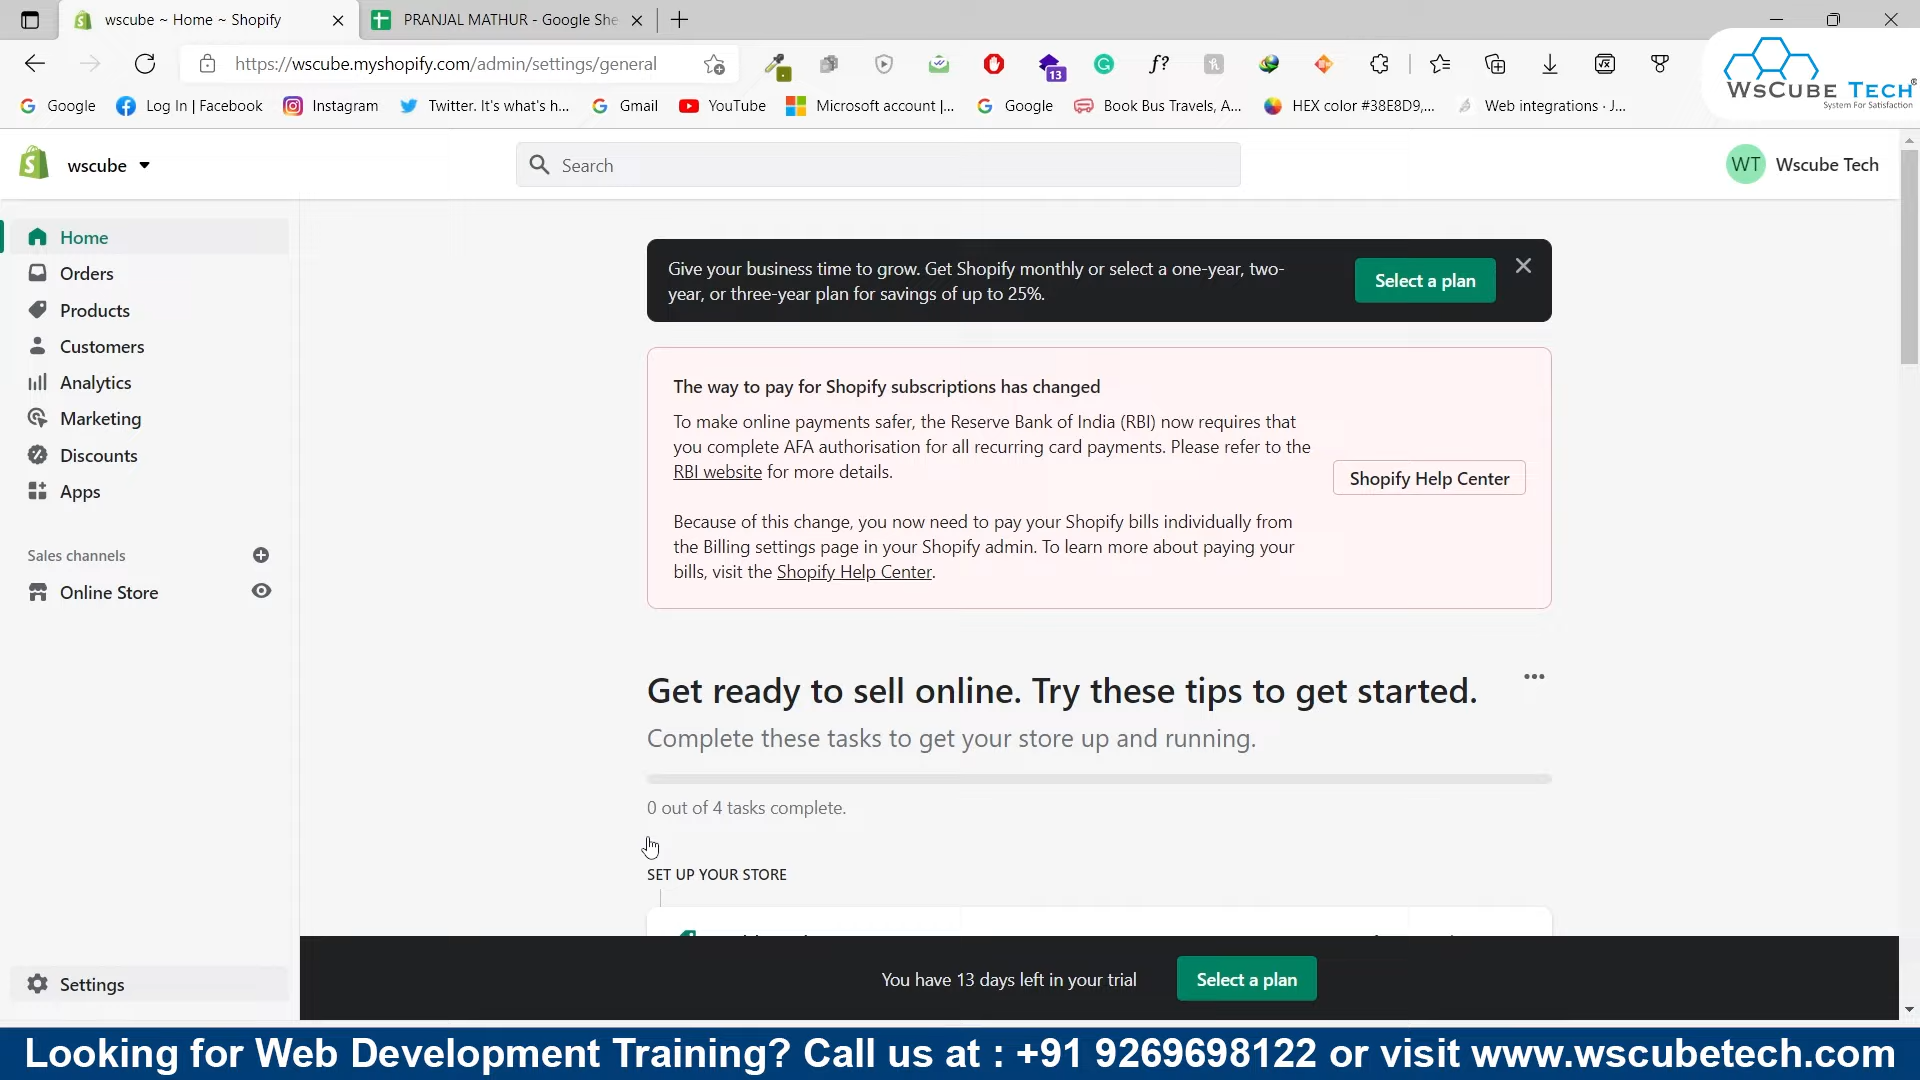 wscube ~ Home ~ Shopify
PRANJAL MATHUR - Google She
https://wscube.myshopify.com/admin/settings/general
f?
13
WsCube Tech®
System For Satisfaction
Google
Log In | Facebook
Instagram
Twitter. It's what's h...
Gmail
YouTube
Microsoft account |...
Google
Book Bus Travels, A...
HEX color #38E8D9,...
Web integrations · J...
wscube
Search
WT
Wscube Tech
Home
Orders
Products
Customers
Analytics
Marketing
Discounts
Apps
Sales channels
Online Store
Settings
Give your business time to grow. Get Shopify monthly or select a one-year, two-
year, or three-year plan for savings of up to 25%.
Select a plan
The way to pay for Shopify subscriptions has changed
To make online payments safer, the Reserve Bank of India (RBI) now requires that
you complete AFA authorisation for all recurring card payments. Please refer to the
RBI website for more details.
Shopify Help Center
Because of this change, you now need to pay your Shopify bills individually from
the Billing settings page in your Shopify admin. To learn more about paying your
bills, visit the Shopify Help Center.
Get ready to sell online. Try these tips to get started.
Complete these tasks to get your store up and running.
0 out of 4 tasks complete.
SET UP YOUR STORE
You have 13 days left in your trial
Select a plan
Looking for Web Development Training? Call us at : +91 9269698122 or visit www.wscubetech.com